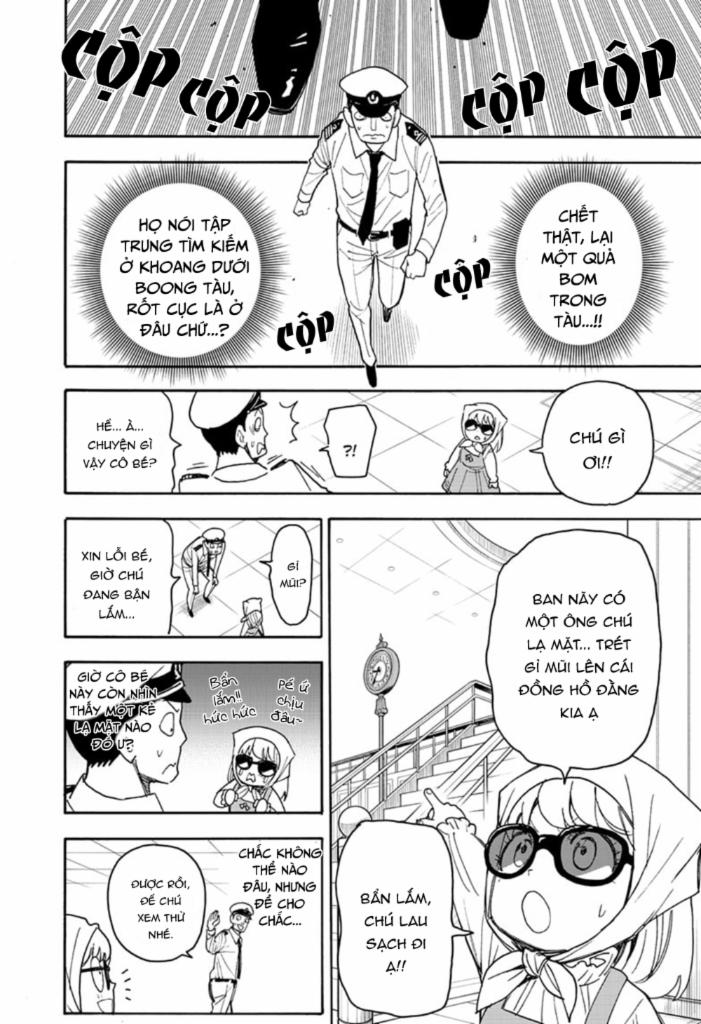 CỘP
CỘP
CỘP
CỘP
CHẾT
THẬT, LẠI
MỘT QUẢ
BOM
TRONG
TÀU...!!
HỌ NÓI TẬP
TRUNG TÌM KIẾM
Ở KHOANG DƯỚI
BOONG TÀU,
RỐT CỤC LÀ Ở
ĐÂU CHỨ...?
CỘP
CỘP
CHÚ GÌ
ƠI!!
?!
HỂ... À...
CHUYỆN GÌ
VẬY CÔ BÉ?
BAN NÃY CÓ
MỘT ÔNG CHÚ
LẠ MẶT... TRÉT
GỈ MŨI LÊN CÁI
ĐỒNG HỒ ĐẰNG
KIA Ạ
BẨN LẮM,
CHÚ LAU
SẠCH ĐI
Ạ!!
GỈ
MŨI?
XIN LỖI BÉ,
GIỜ CHÚ
ĐANG BẬN
LẮM...
Pé ứ
chịu
đâu~
Bẩn
lắm!!
hức hức
GIỜ CÔ BÉ
NÀY CÒN NHÌN
THẤY MỘT KẺ
LẠ MẶT NÀO
ĐÓ Ư?
CHẮC KHÔNG
THỂ NÀO
ĐÂU, NHƯNG
ĐỂ CHO
CHẮC...
ĐƯỢC RỒI,
ĐỂ CHÚ
XEM THỬ
NHÉ.